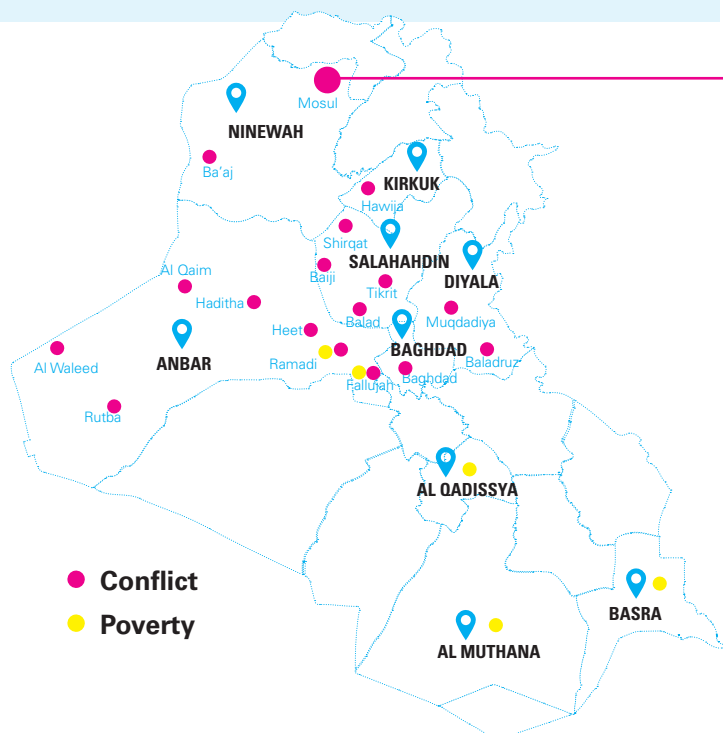 Mosul
NINEWAH
Ba'aj
KIRKUK
Hawija
Shirqat
SALAHAHDIN
Baiji
DIYALA
Al Qaim
Tikrit
Haditha
Balad
Muqdadiya
Heet
ANBAR
BAGHDAD
Al Waleed
Ramadi
Baladruz
Fallujah
Baghdad
Rutba
AL QADISSYA
Conflict
Poverty
BASRA
AL MUTHANA